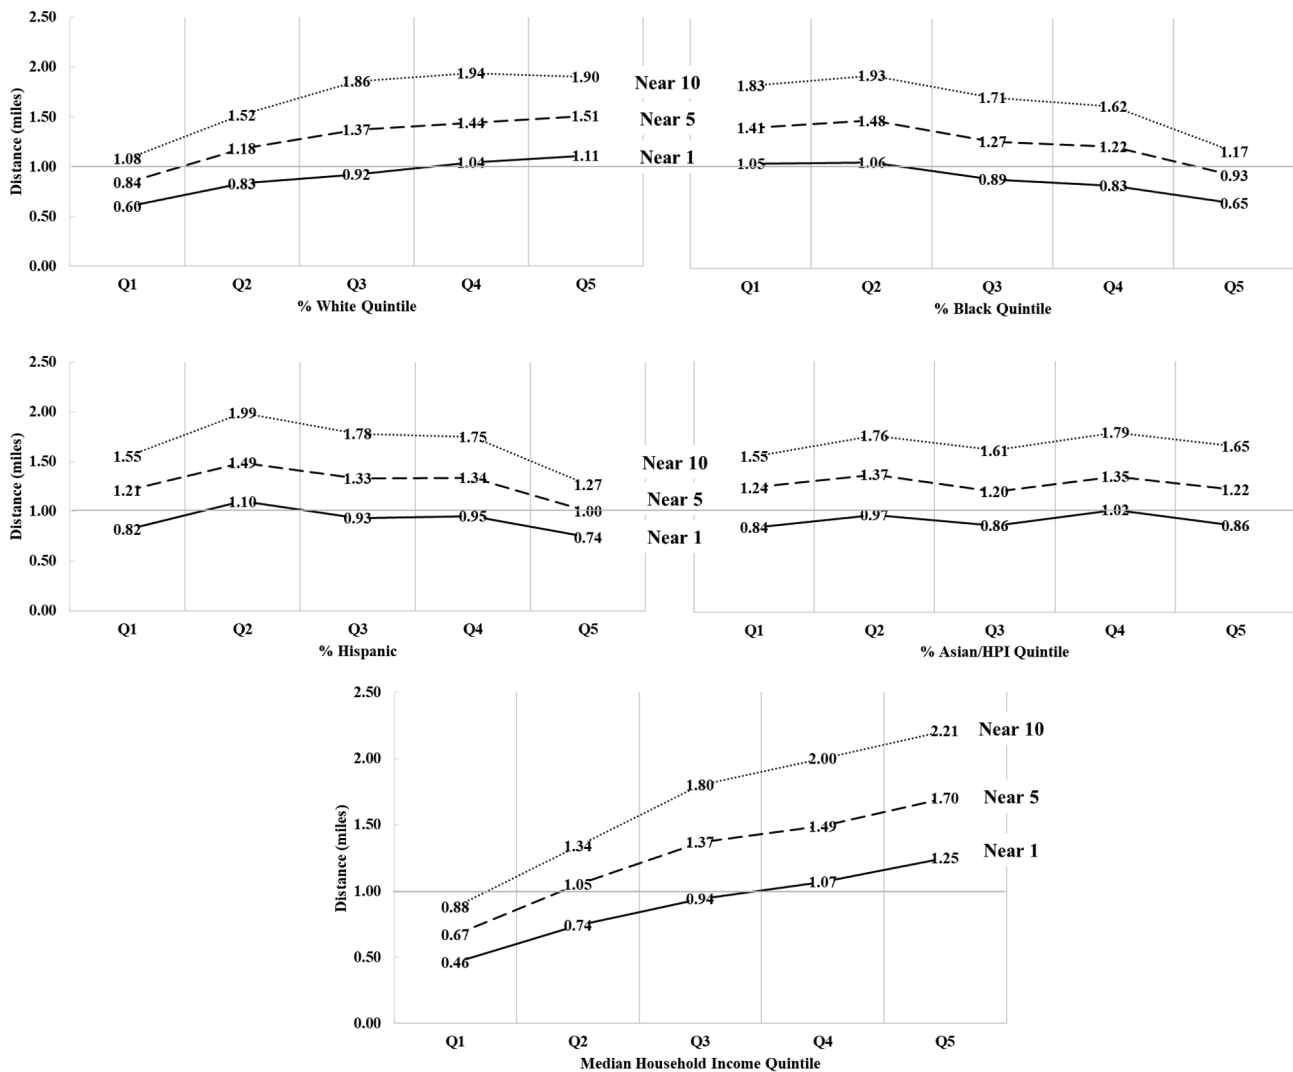 2.50
2.00
1.50
1.00
0.50
0.00
Distance (miles)
1.08 1.52 1.86 1.94 1.90 Near 10
0.84 1.18 1.37 1.44 1.51 Near 5
0.60 0.83 0.92 1.04 1.11 Near 1
Q1 Q2 Q3 Q4 Q5
% White Quintile
1.83 1.93 1.71 1.62 1.17
1.41 1.48 1.27 1.22 0.93
1.05 1.06 0.89 0.83 0.65
Q1 Q2 Q3 Q4 Q5
% Black Quintile
2.50
2.00
1.50
1.00
0.50
0.00
Distance (miles)
1.55 1.99 1.78 1.75 1.27 Near 10
1.21 1.49 1.33 1.34 1.00 Near 5
0.82 1.10 0.93 0.95 0.74 Near 1
Q1 Q2 Q3 Q4 Q5
% Hispanic
1.55 1.76 1.61 1.79 1.65
1.24 1.37 1.20 1.35 1.22
0.84 0.97 0.86 1.02 0.86
Q1 Q2 Q3 Q4 Q5
% Asian/HPI Quintile
2.50
2.00
1.50
1.00
0.50
0.00
Distance (miles)
0.88 1.34 1.80 2.00 2.21 Near 10
0.67 1.05 1.37 1.49 1.70 Near 5
0.46 0.74 0.94 1.07 1.25 Near 1
Q1 Q2 Q3 Q4 Q5
Median Household Income Quintile